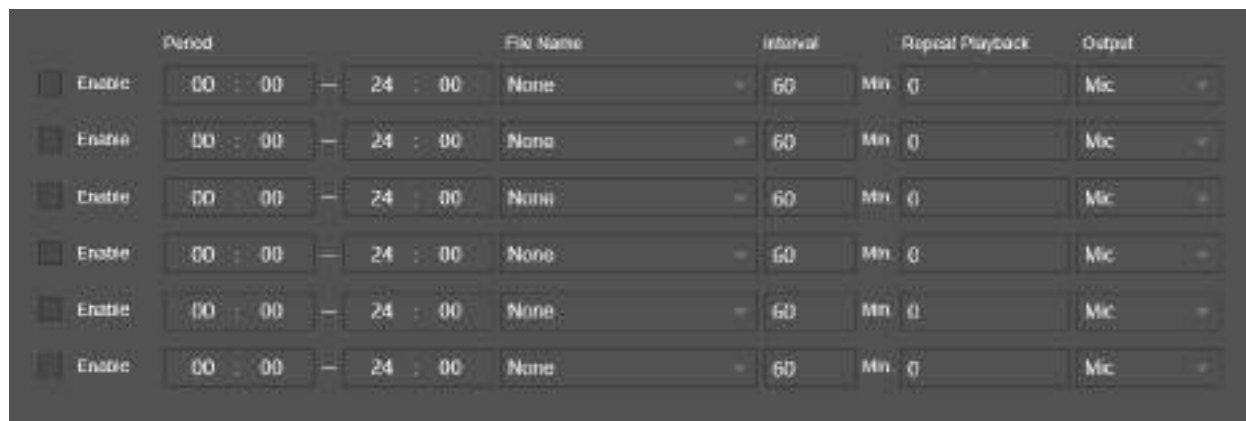 Period File Name Interval Repeat Playback Output
Enable 00 : 00 — 24 : 00 None 60 Min. 0 Mic
Enable 00 : 00 — 24 : 00 None 60 Min. 0 Mic
Enable 00 : 00 — 24 : 00 None 60 Min. 0 Mic
Enable 00 : 00 — 24 : 00 None 60 Min. 0 Mic
Enable 00 : 00 — 24 : 00 None 60 Min. 0 Mic
Enable 00 : 00 — 24 : 00 None 60 Min. 0 Mic